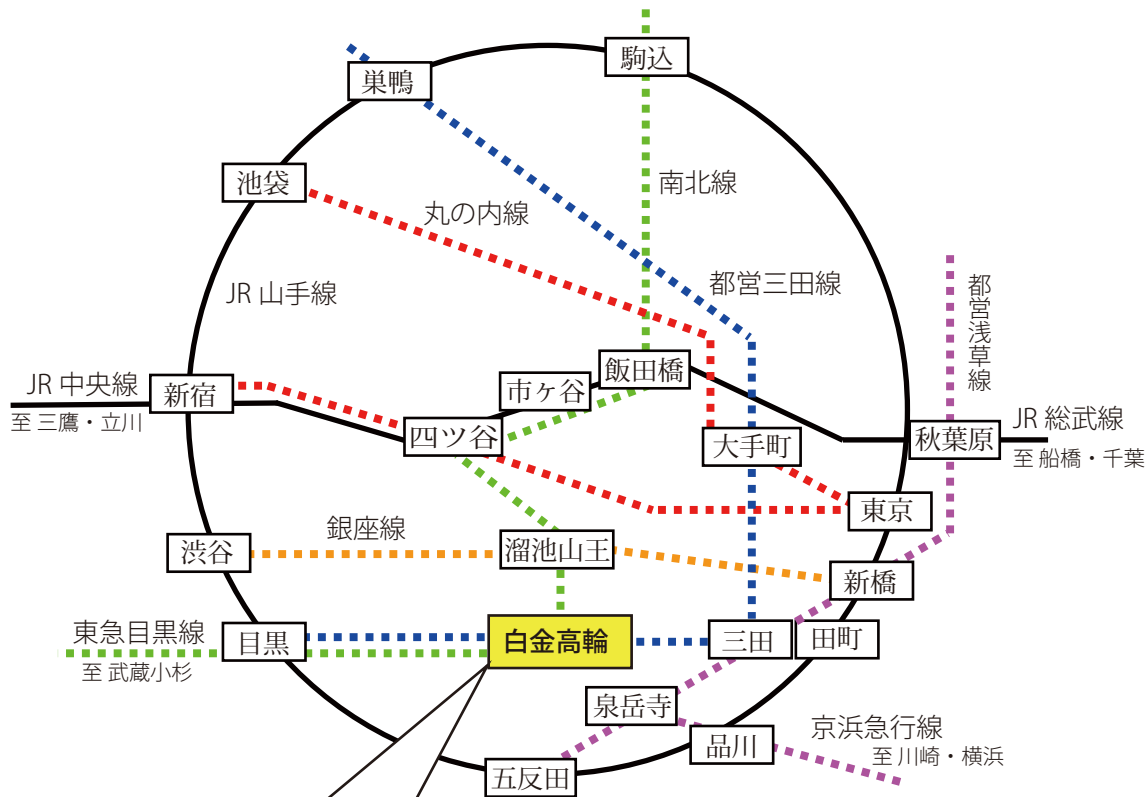 駒込
巣鴨
池袋
南北線
丸の内線
都営三田線
JR 山手線
都営浅草線
飯田橋
市ヶ谷
JR 中央線
至 三鷹・立川
新宿
四ツ谷
大手町
秋葉原
JR 総武線
至 船橋・千葉
東京
銀座線
渋谷
溜池山王
新橋
東急目黒線
至 武蔵小杉
目黒
白金高輪
三田
田町
泉岳寺
品川
京浜急行線
至 川崎・横浜
五反田